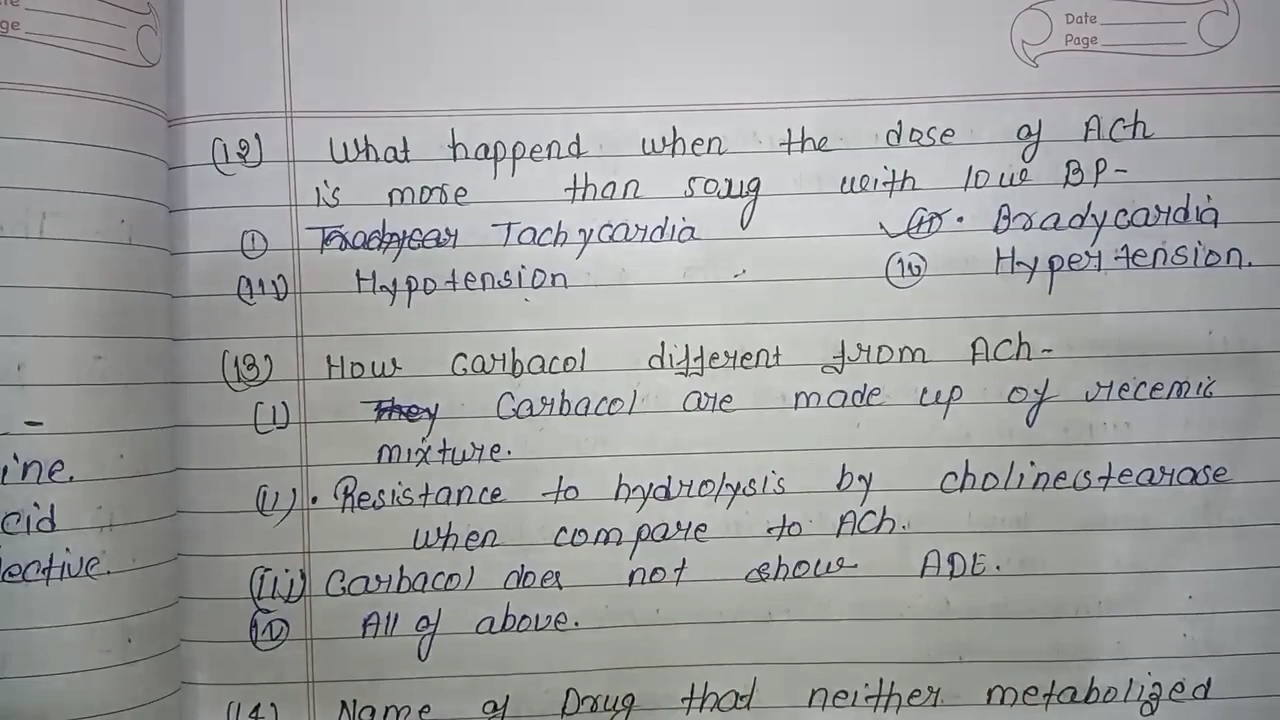 ge
Date
Page
(12) What happend when the dose of ACh
is more than 50ug with low BP-
(i) Tachycardia (ii). Bradycardia
(iii) Hypotension (iv) Hypertension.
(13) How Carbacol different from ACh-
(i) They Carbacol are made up of recemic
mixture.
(ii). Resistance to hydrolysis by cholinestearase
when compare to ACh.
(iii) Carbacol does not show ADE.
(iv) All of above.
(14) Name of Drug that neither metabolized
ine.
cid
lective.